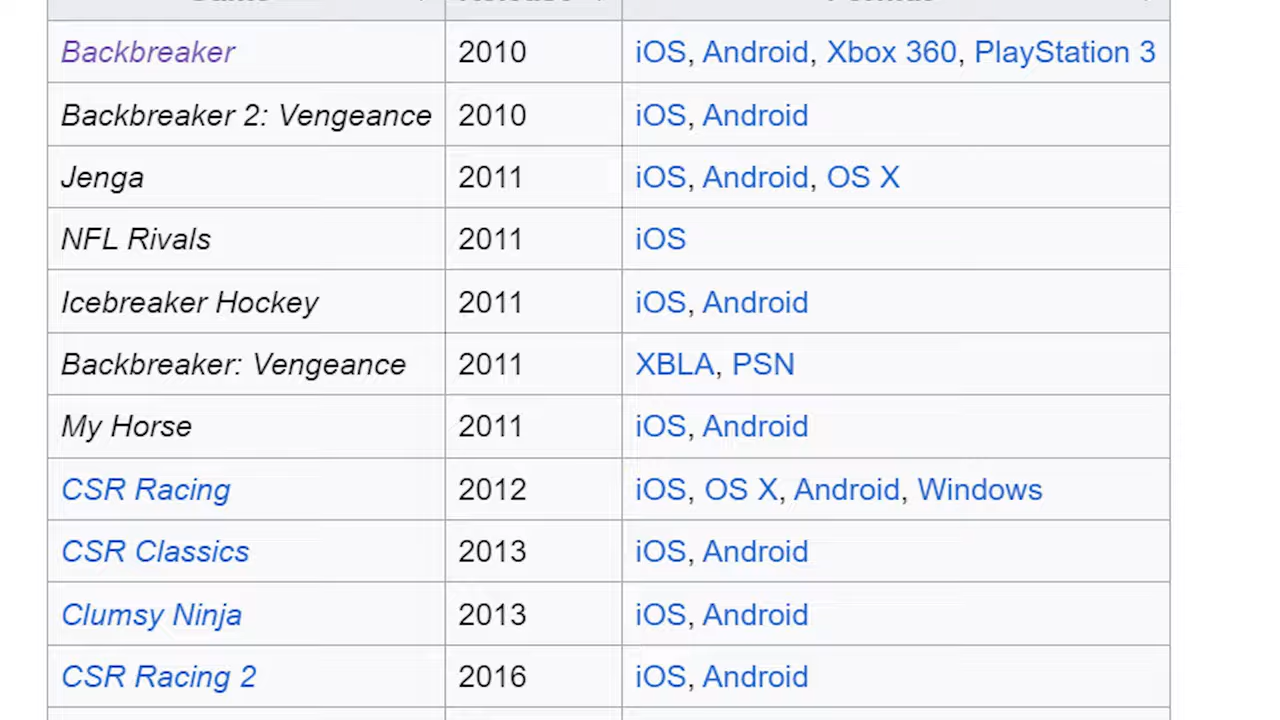 Backbreaker 2010 iOS, Android, Xbox 360, PlayStation 3
Backbreaker 2: Vengeance 2010 iOS, Android
Jenga 2011 iOS, Android, OS X
NFL Rivals 2011 iOS
Icebreaker Hockey 2011 iOS, Android
Backbreaker: Vengeance 2011 XBLA, PSN
My Horse 2011 iOS, Android
CSR Racing 2012 iOS, OS X, Android, Windows
CSR Classics 2013 iOS, Android
Clumsy Ninja 2013 iOS, Android
CSR Racing 2 2016 iOS, Android